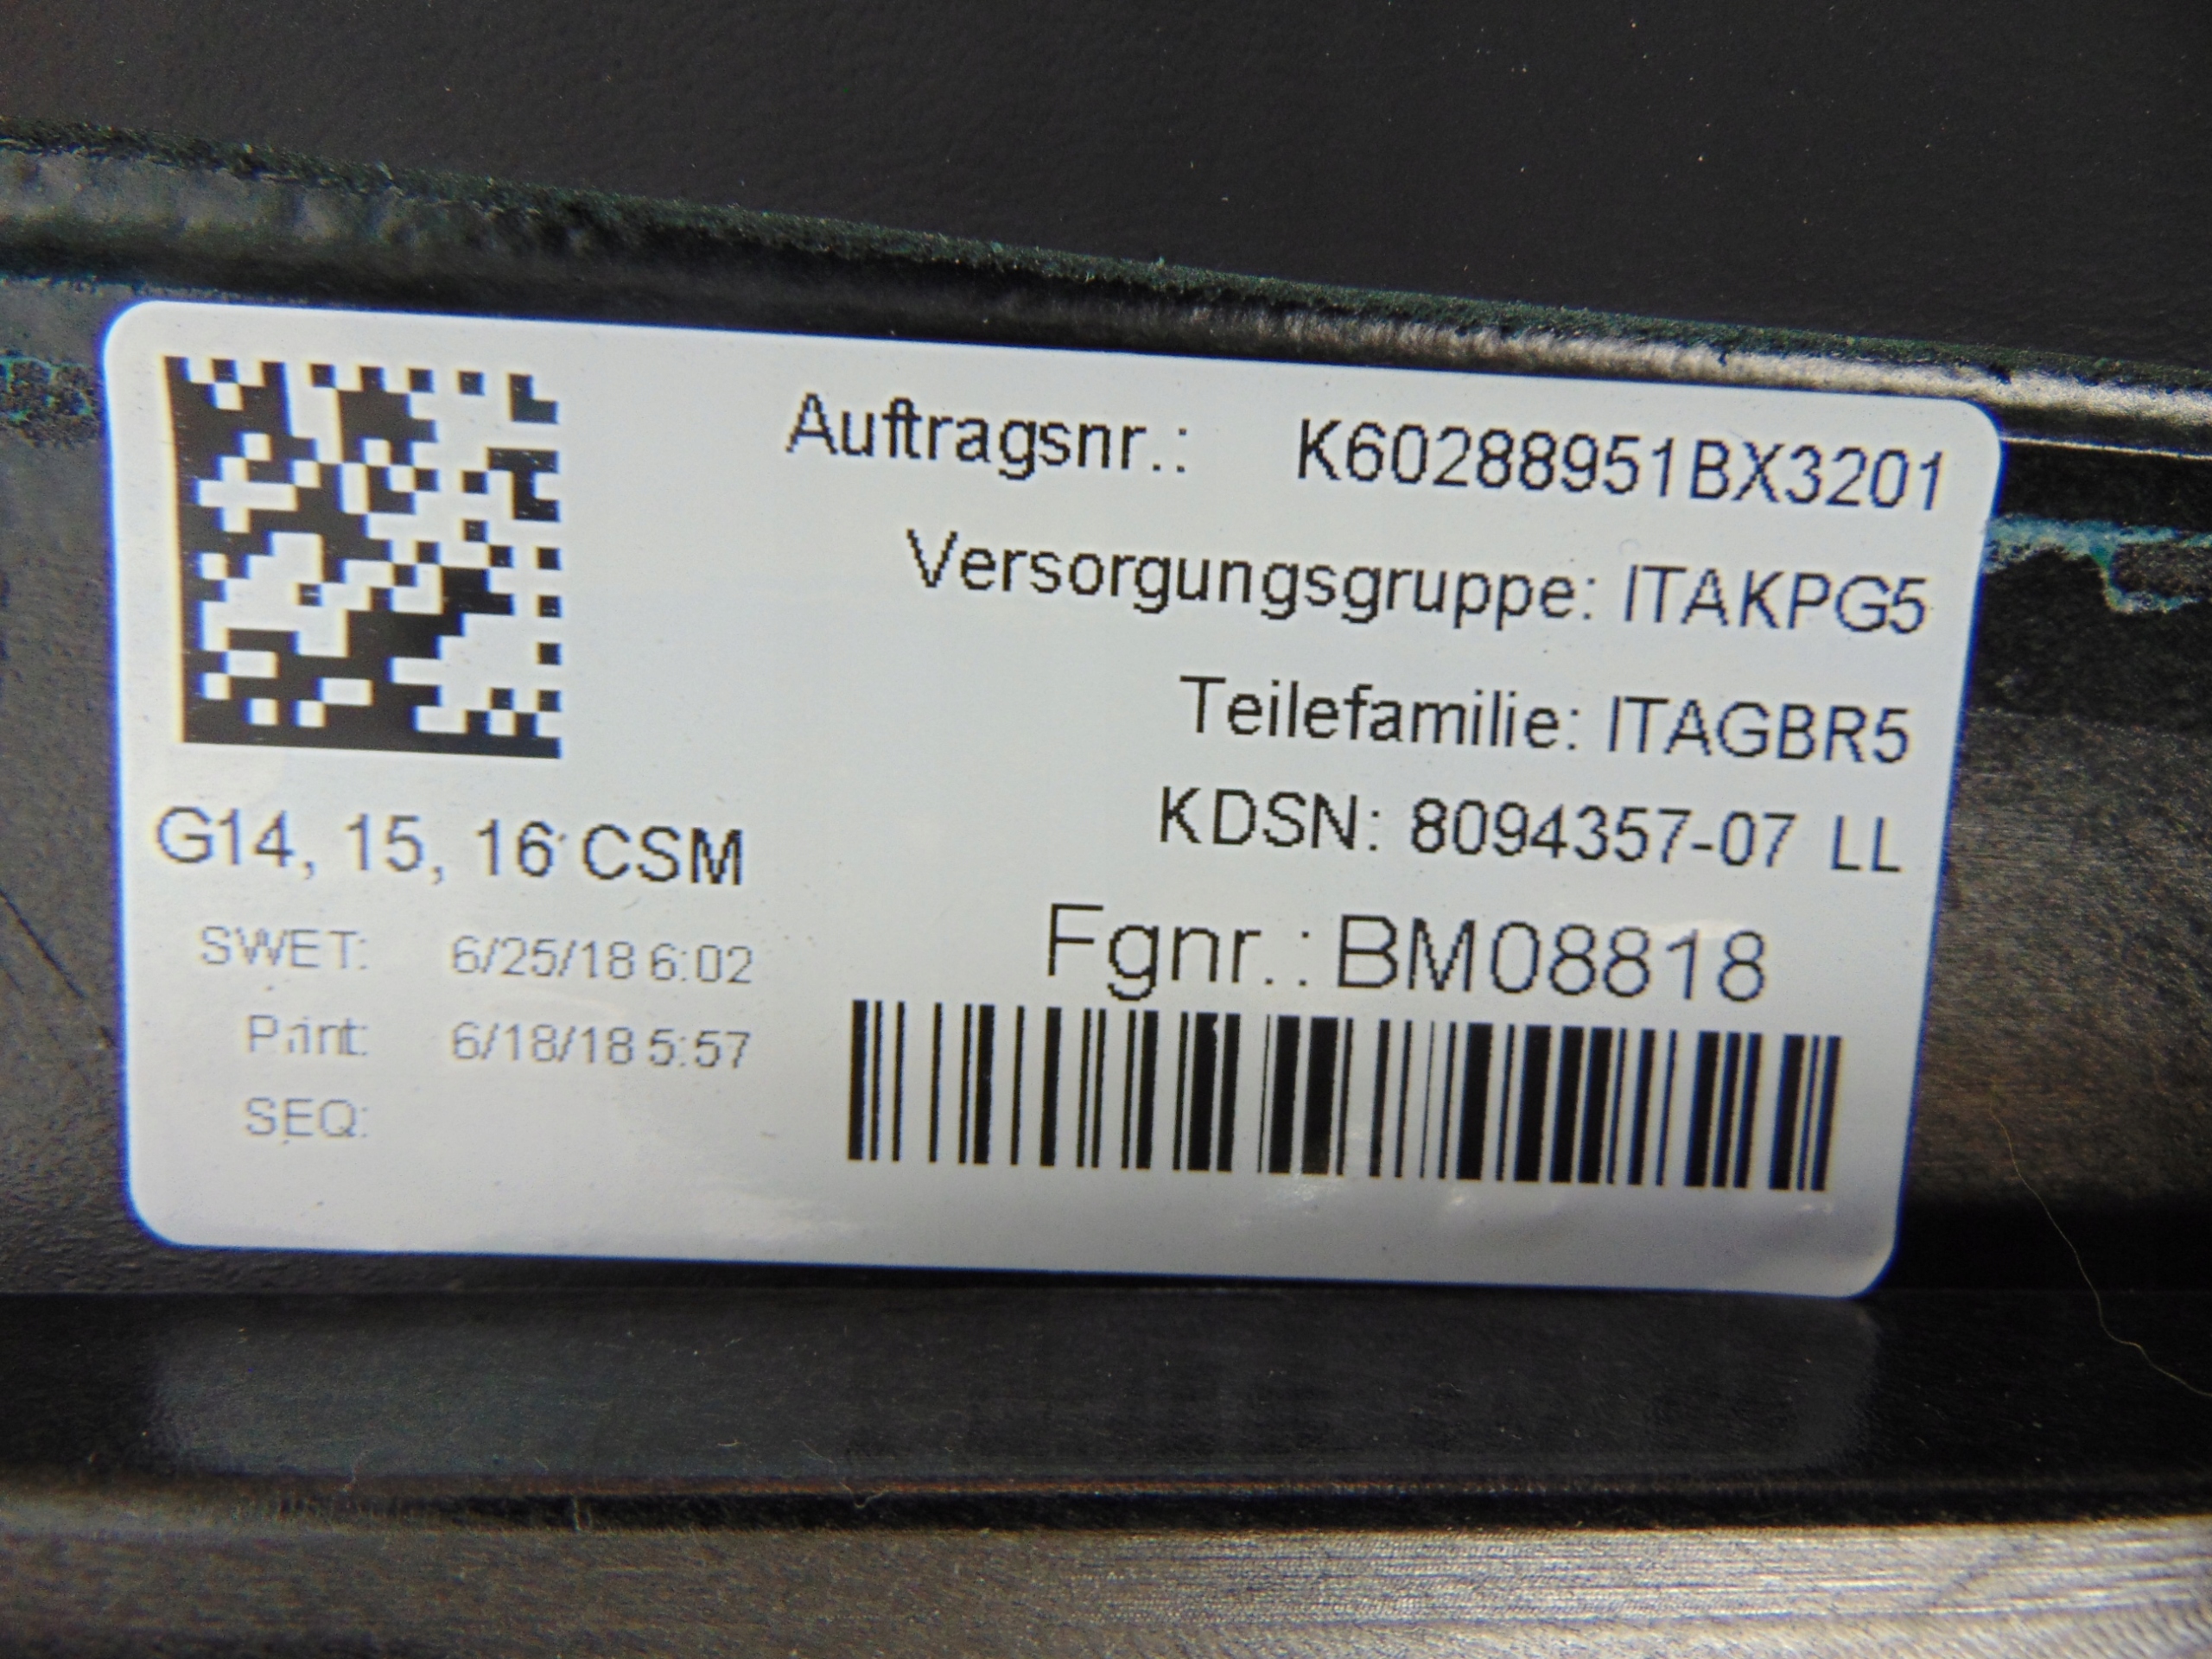 Auftragsnr.: K60288951BX3201
Versorgungsgruppe: ITAKPG5
Teilefamilie: ITAGBR5
KDSN: 8094357-07 LL
Fgnr.: BM08818
G14, 15, 16 CSM
SWET: 6/25/18 6:02
Print: 6/18/18 5:57
SEQ: